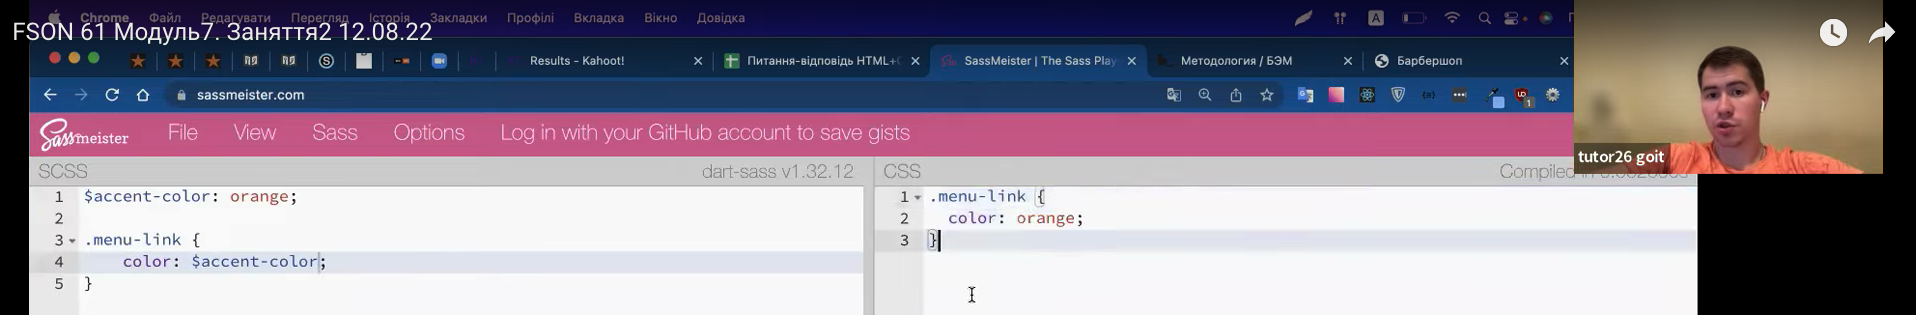 Chrome Файл Редагувати Перегляд Історія Закладки Профілі Вкладка Вікно Довідка
FSON 61 Модуль7. Заняття2 12.08.22
Results - Kahoot!
Питання-відповідь HTML+
SassMeister | The Sass Play
Методология / БЭМ
Барбершоп
sassmeister.com
Sassmeister File View Sass Options Log in with your GitHub account to save gists
tutor26 goit
SCSS dart-sass v1.32.12
1 $accent-color: orange;
2
3 .menu-link {
4 color: $accent-color;
5 }
CSS Compiled in
1 .menu-link {
2 color: orange;
3 }